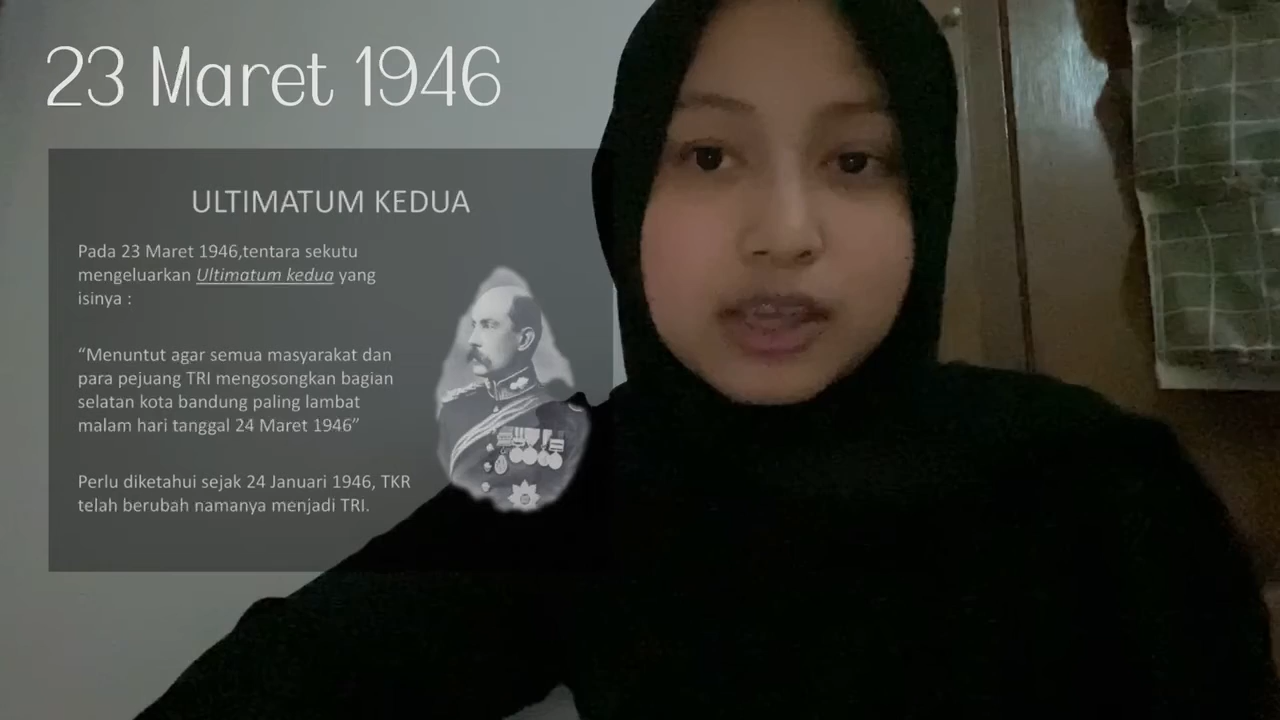 23 Maret 1946
ULTIMATUM KEDUA
Pada 23 Maret 1946,tentara sekutu
mengeluarkan Ultimatum kedua yang
isinya :
“Menuntut agar semua masyarakat dan
para pejuang TRI mengosongkan bagian
selatan kota bandung paling lambat
malam hari tanggal 24 Maret 1946”
Perlu diketahui sejak 24 Januari 1946, TKR
telah berubah namanya menjadi TRI.